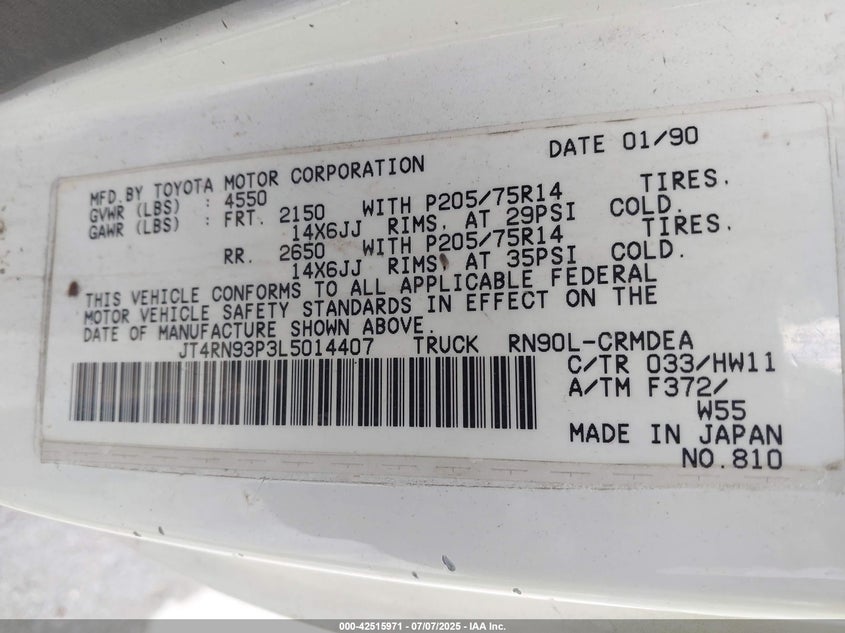 DATE 01/90
MFD.BY TOYOTA MOTOR CORPORATION
GVWR (LBS) : 4550
GAWR (LBS) : FRT. 2150 WITH P205/75R14 TIRES.
14X6JJ RIMS, AT 29PSI COLD.
RR. 2650 WITH P205/75R14 TIRES.
14X6JJ RIMS, AT 35PSI COLD.
THIS VEHICLE CONFORMS TO ALL APPLICABLE FEDERAL
MOTOR VEHICLE SAFETY STANDARDS IN EFFECT ON THE
DATE OF MANUFACTURE SHOWN ABOVE.
JT4RN93P3L5014407 TRUCK RN90L-CRMDEA
C/TR 033/HW11
A/TM F372/
W55
MADE IN JAPAN
NO.810
000-42515971 - 07/07/2025 - IAA Inc.